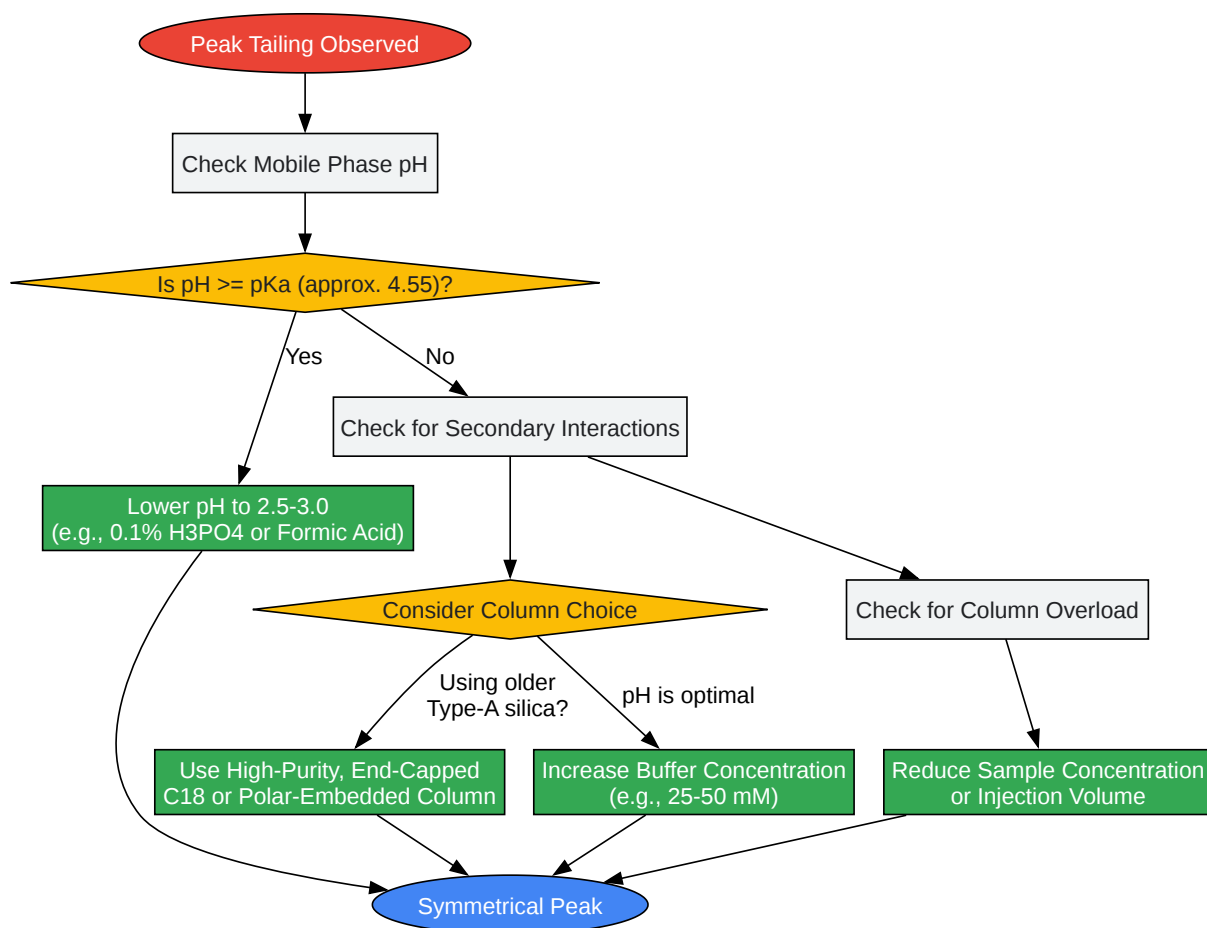 Peak Tailing Observed
Check Mobile Phase pH
Is pH >= pKa (approx. 4.55)?
Yes
No
Check for Secondary Interactions
Lower pH to 2.5-3.0
(e.g., 0.1% H3PO4 or Formic Acid)
Consider Column Choice
Check for Column Overload
Using older
Type-A silica?
pH is optimal
Use High-Purity, End-Capped
C18 or Polar-Embedded Column
Increase Buffer Concentration
(e.g., 25-50 mM)
Reduce Sample Concentration
or Injection Volume
Symmetrical Peak